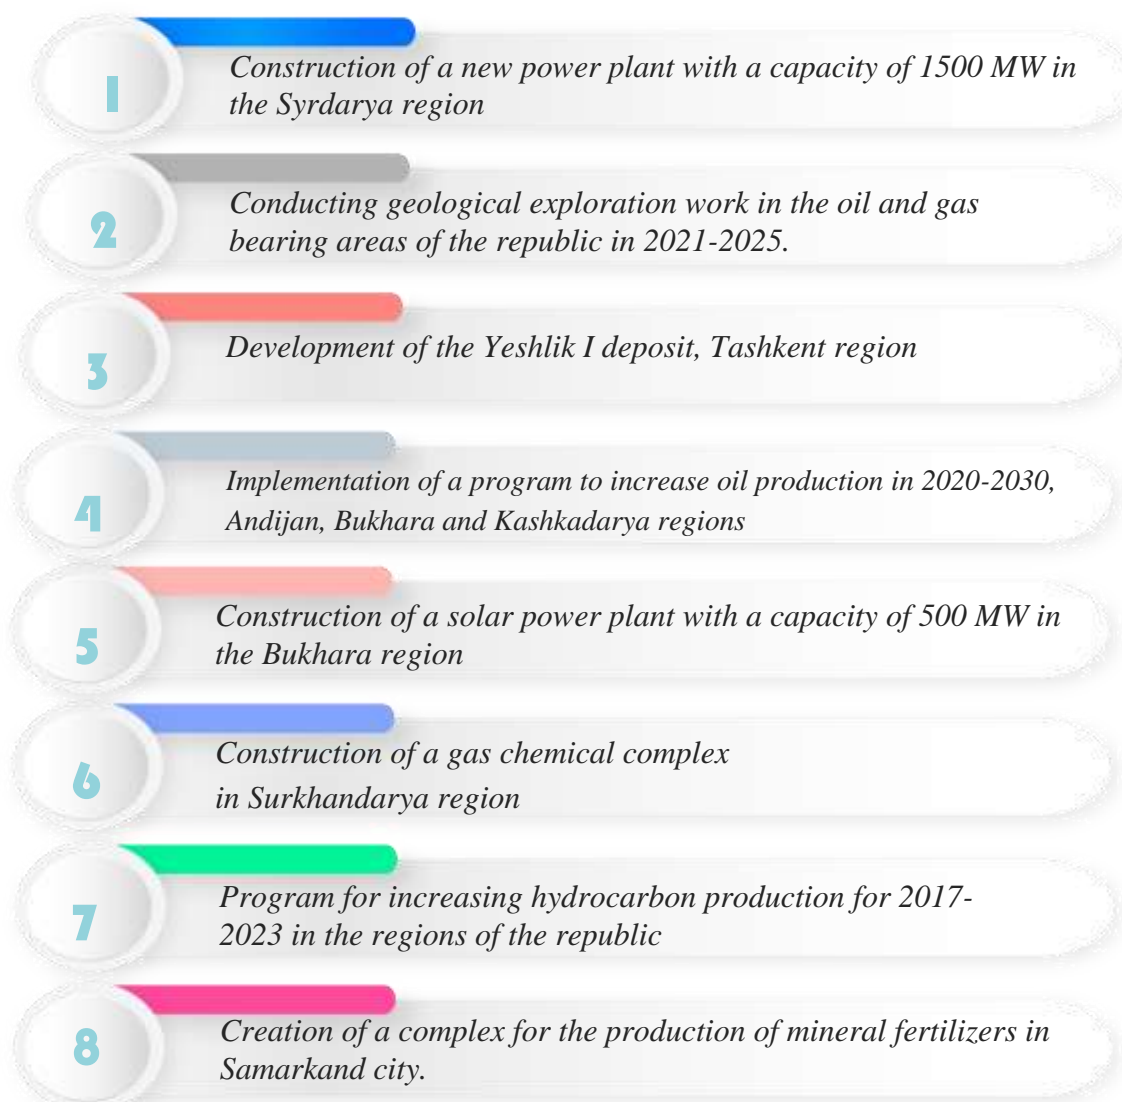 1
Construction of a new power plant with a capacity of 1500 MW in
the Syrdarya region
2
Conducting geological exploration work in the oil and gas
bearing areas of the republic in 2021-2025.
3
Development of the Yeshlik I deposit, Tashkent region
4
Implementation of a program to increase oil production in 2020-2030,
Andijan, Bukhara and Kashkadarya regions
5
Construction of a solar power plant with a capacity of 500 MW in
the Bukhara region
6
Construction of a gas chemical complex
in Surkhandarya region
7
Program for increasing hydrocarbon production for 2017-
2023 in the regions of the republic
8
Creation of a complex for the production of mineral fertilizers in
Samarkand city.